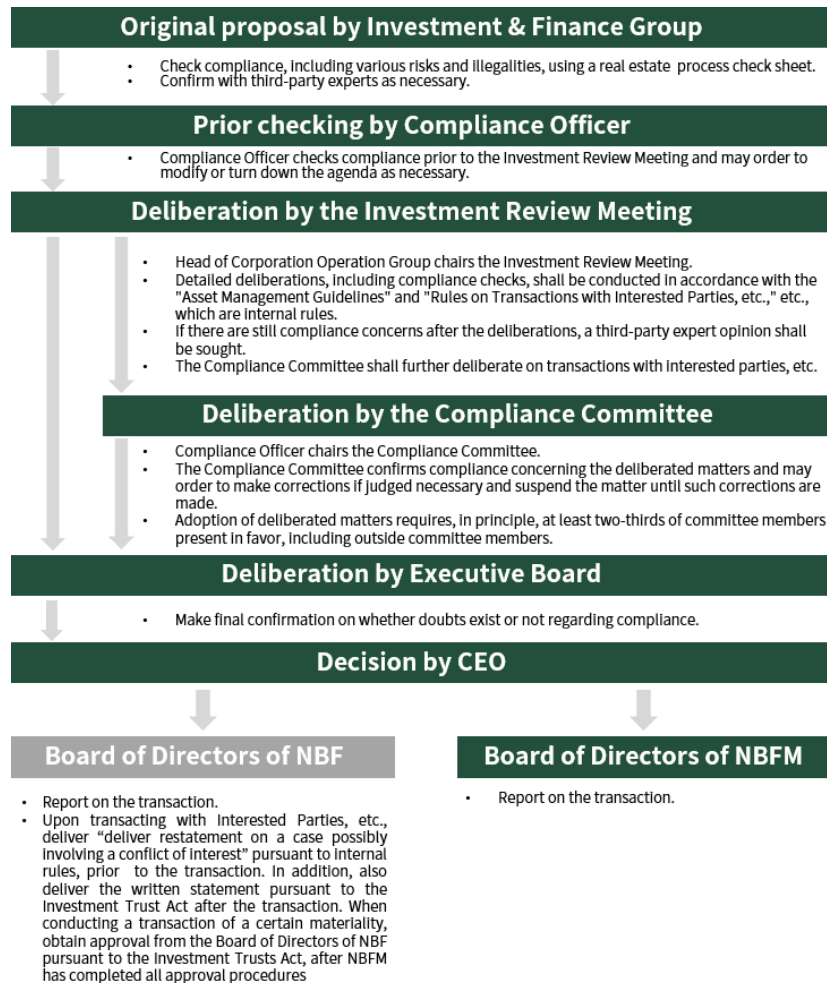 Original proposal by Investment & Finance Group
• Check compliance, including various risks and illegalities, using a real estate process check sheet.
• Confirm with third-party experts as necessary.
Prior checking by Compliance Officer
• Compliance Officer checks compliance prior to the Investment Review Meeting and may order to
modify or turn down the agenda as necessary.
Deliberation by the Investment Review Meeting
• Head of Corporation Operation Group chairs the Investment Review Meeting.
• Detailed deliberations, including compliance checks, shall be conducted in accordance with the
"Asset Management Guidelines" and "Rules on Transactions with Interested Parties, etc.," etc.,
which are internal rules.
• If there are still compliance concerns after the deliberations, a third-party expert opinion shall
be sought.
• The Compliance Committee shall further deliberate on transactions with interested parties, etc.
Deliberation by the Compliance Committee
• Compliance Officer chairs the Compliance Committee.
• The Compliance Committee confirms compliance concerning the deliberated matters and may
order to make corrections if judged necessary and suspend the matter until such corrections are
made.
• Adoption of deliberated matters requires, in principle, at least two-thirds of committee members
present in favor, including outside committee members.
Deliberation by Executive Board
• Make final confirmation on whether doubts exist or not regarding compliance.
Decision by CEO
Board of Directors of NBF
• Report on the transaction.
• Upon transacting with Interested Parties, etc.,
deliver “deliver restatement on a case possibly
involving a conflict of interest” pursuant to internal
rules, prior to the transaction. In addition, also
deliver the written statement pursuant to the
Investment Trust Act after the transaction. When
conducting a transaction of a certain materiality,
obtain approval from the Board of Directors of NBF
pursuant to the Investment Trusts Act, after NBFM
has completed all approval procedures
Board of Directors of NBFM
• Report on the transaction.